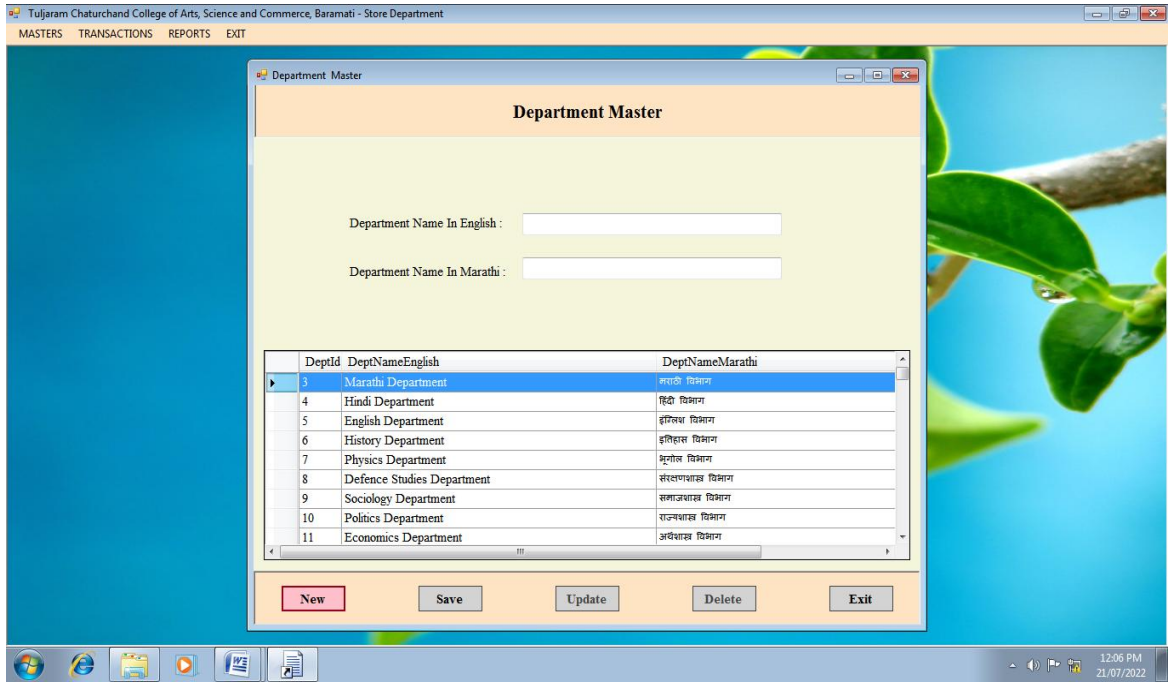 Tuljaram Chaturchand College of Arts, Science and Commerce, Baramati - Store Department
MASTERS TRANSACTIONS REPORTS EXIT
Department Master
Department Master
Department Name In English :
Department Name In Marathi :
DeptId DeptNameEnglish DeptNameMarathi
3 Marathi Department मराठी विभाग
4 Hindi Department हिंदी विभाग
5 English Department इंग्लिश विभाग
6 History Department इतिहास विभाग
7 Physics Department भूगोल विभाग
8 Defence Studies Department संरक्षणशास्त्र विभाग
9 Sociology Department समाजशास्त्र विभाग
10 Politics Department राज्यशास्त्र विभाग
11 Economics Department अर्थशास्त्र विभाग
New Save Update Delete Exit
12:06 PM
21/07/2022